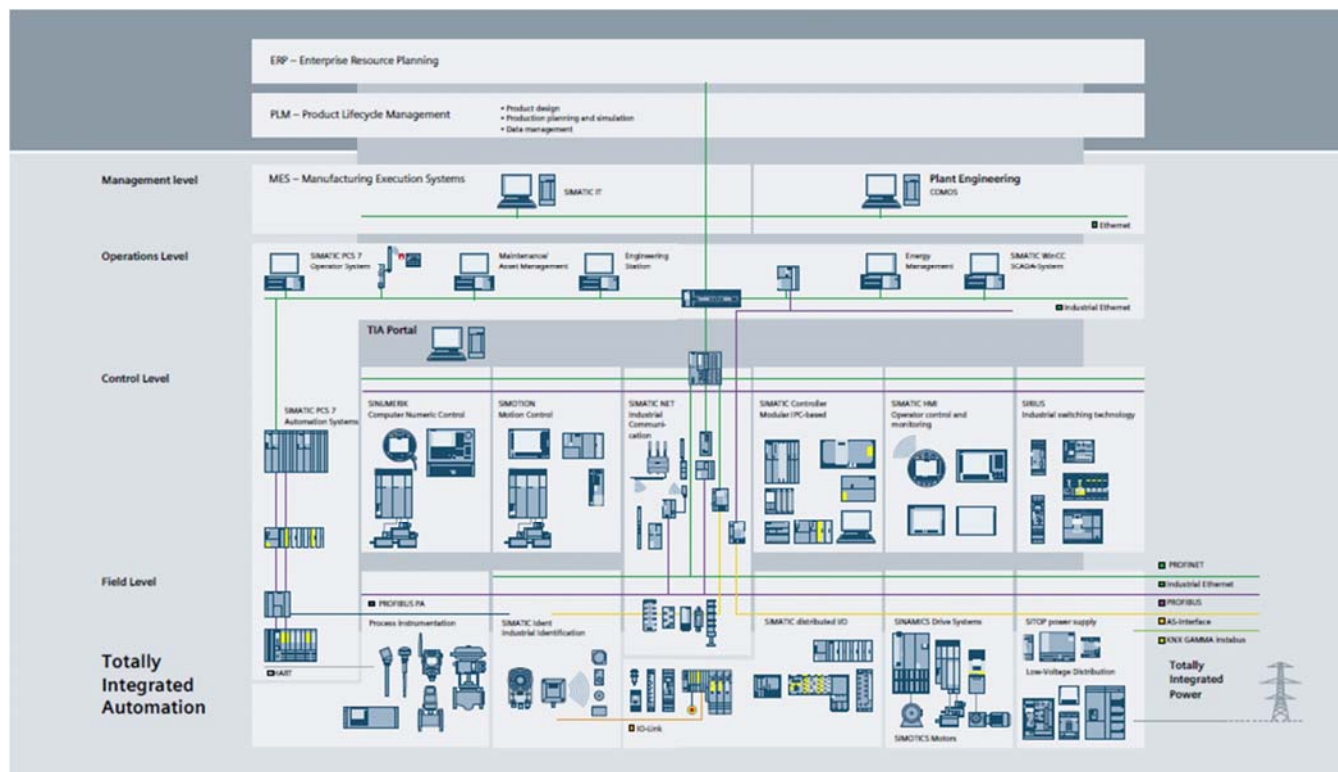 ERP – Enterprise Resource Planning
PLM – Product Lifecycle Management
• Product design
• Production planning and simulation
• Data management
Management level
MES – Manufacturing Execution Systems
SIMATIC IT
Plant Engineering
COMOS
Ethernet
Operations Level
SIMATIC PCS 7
Operator System
Maintenance/
Asset Management
Engineering
Station
Energy
Management
SIMATIC WinCC
SCADA-System
Industrial Ethernet
TIA Portal
Control Level
SIMATIC PCS 7
Automation Systems
SINUMERIK
Computer Numeric Control
SIMOTION
Motion Control
SIMATIC NET
Industrial
Communi-
cation
SIMATIC Controller
Modular IPC-based
SIMATIC HMI
Operator control and
monitoring
SIRIUS
Industrial switching technology
Field Level
PROFINET
Industrial Ethernet
PROFIBUS
AS-Interface
KNX GAMMA instabus
PROFIBUS PA
Process Instrumentation
SIMATIC Ident
Industrial Identification
SIMATIC distributed I/O
SINAMICS Drive Systems
SITOP power supply
Low-Voltage Distribution
HART
IO-Link
SIMOTICS Motors
Totally
Integrated
Automation
Totally
Integrated
Power